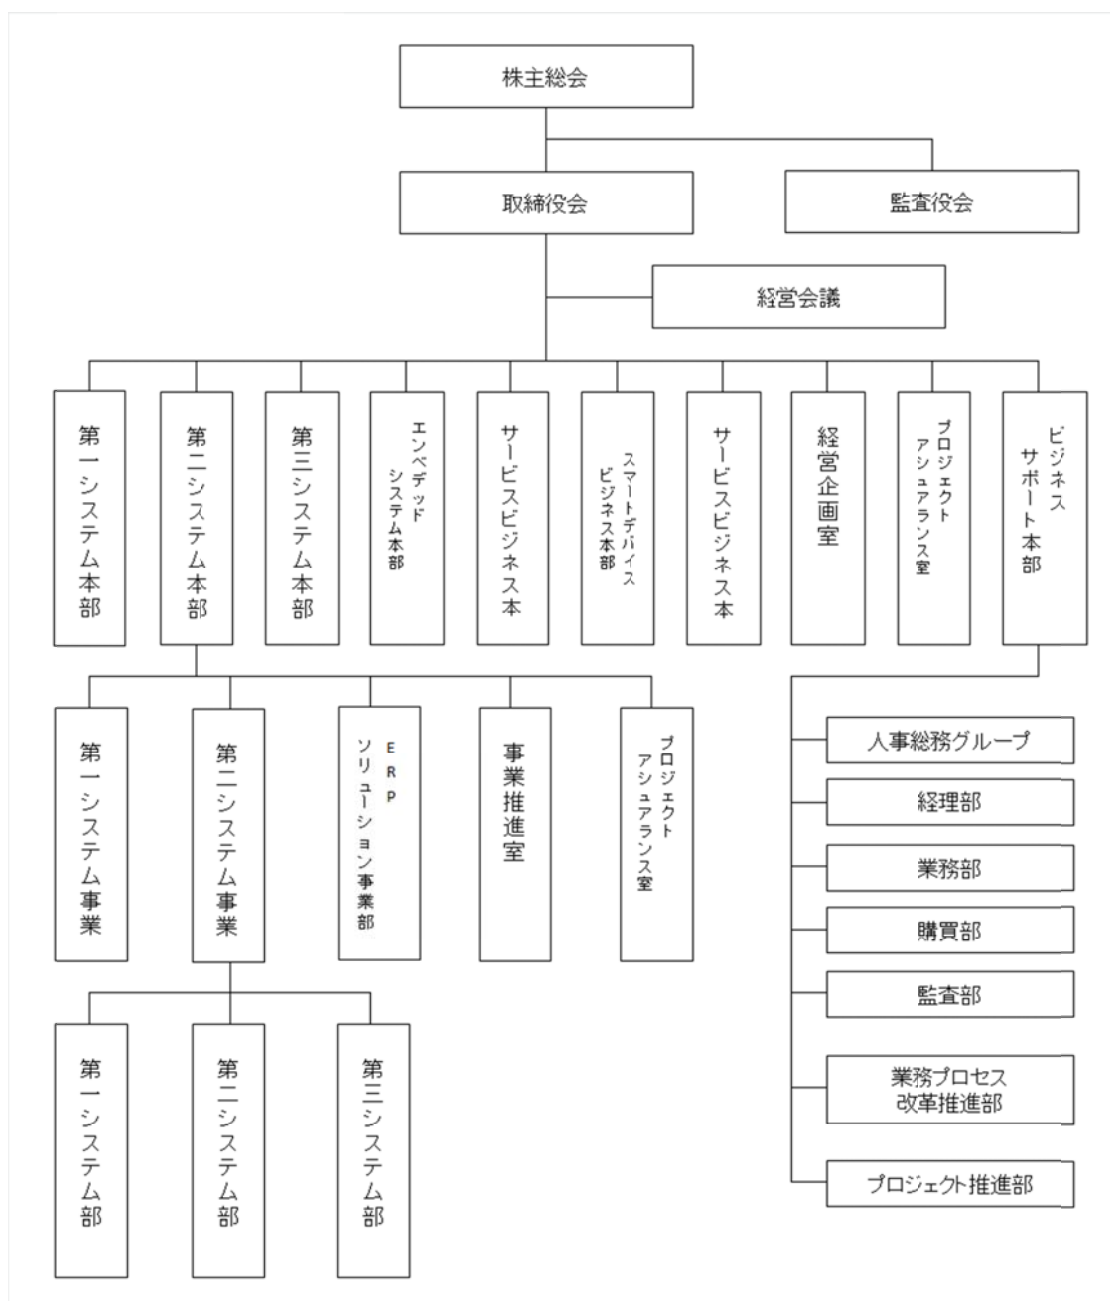 株主総会
取締役会
監査役会
経営会議
第一システム本部
第二システム本部
第三システム本部
エンベデッド
システム本部
サービスビジネス本
スマートデバイス
ビジネス本部
サービスビジネス本
経営企画室
プロジェクト
アシュアランス室
ビジネス
サポート本部
第一システム事業
第二システム事業
ERP
ソリューション事業部
事業推進室
プロジェクト
アシュアランス室
人事総務グループ
経理部
業務部
購買部
監査部
業務プロセス
改革推進部
プロジェクト推進部
第一システム部
第二システム部
第三システム部